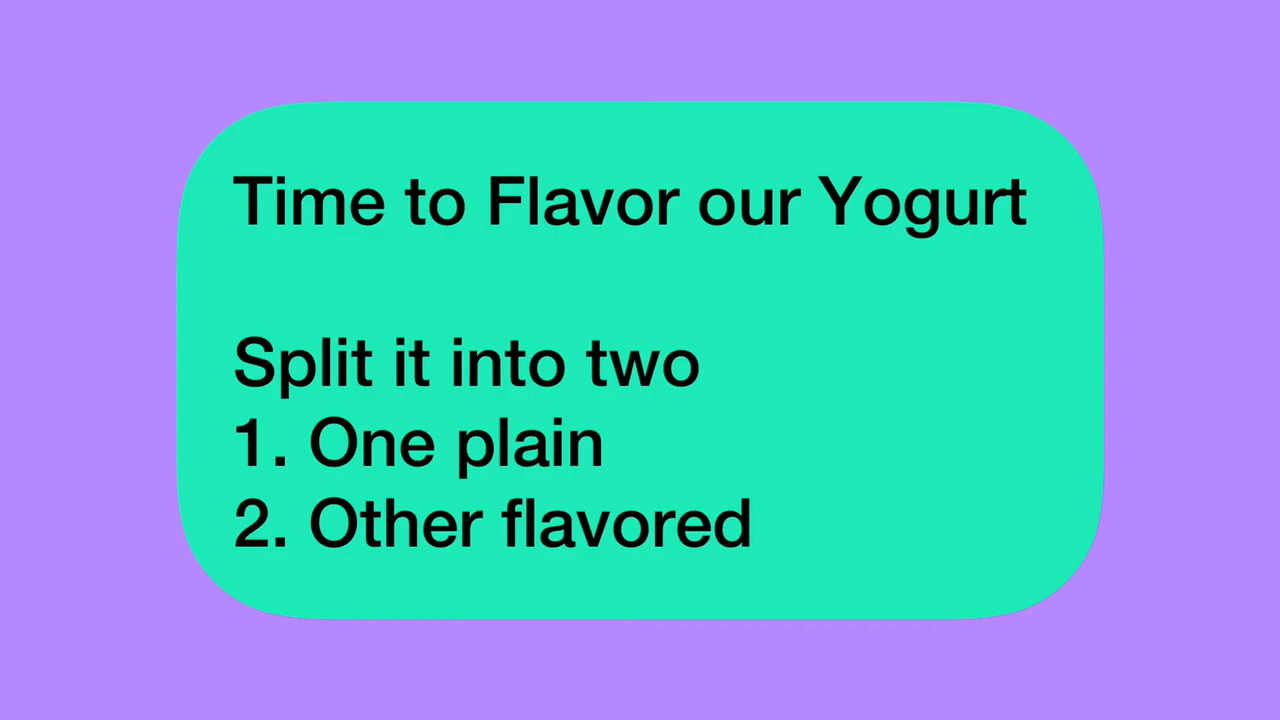 Time to Flavor our Yogurt
Split it into two
1. One plain
2. Other flavored